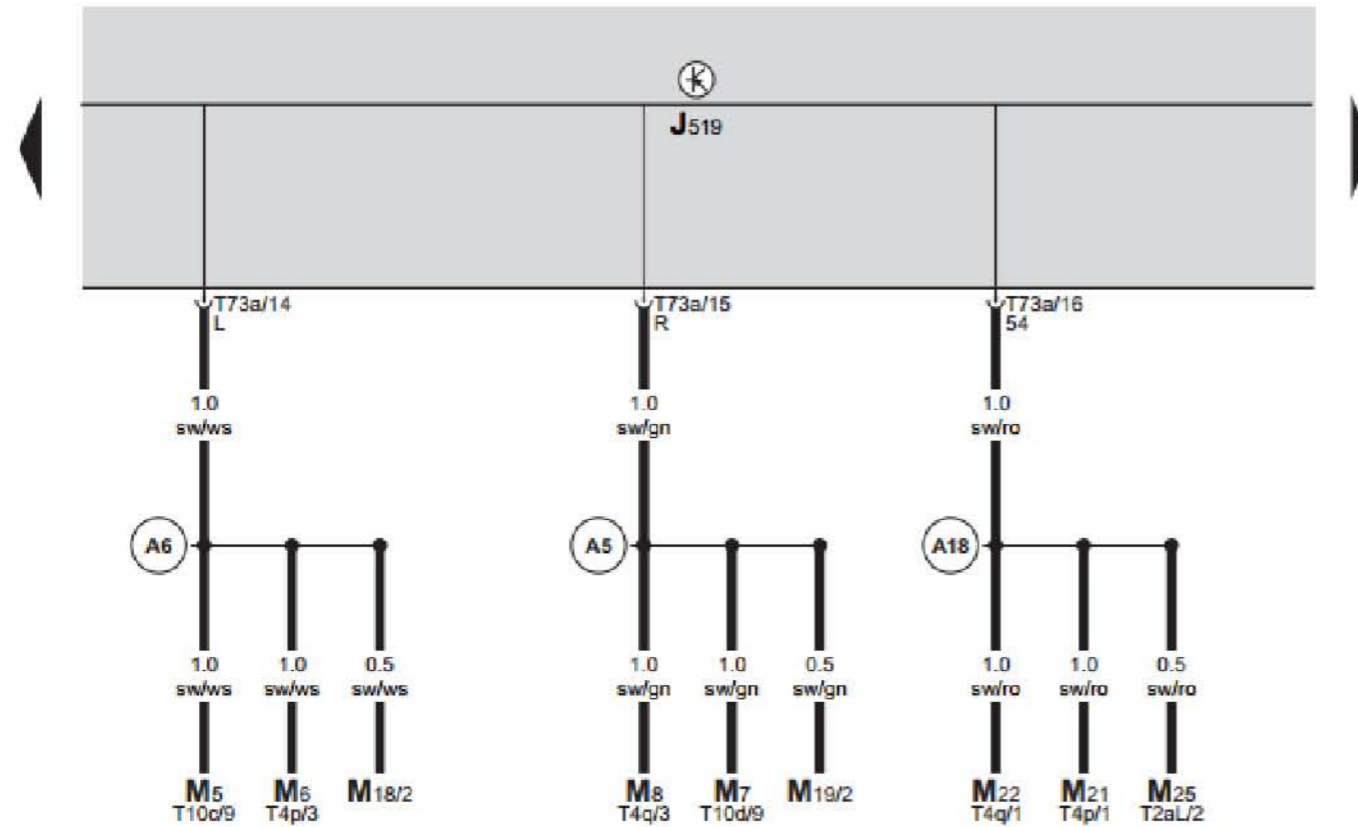 J519
T73a/14 T73a/15 T73a/16
L R 54
1.0 1.0 1.0
sw/ws sw/gn sw/ro
A6 A5 A18
1.0 1.0 0.5 1.0 1.0 0.5 1.0 1.0 0.5
sw/ws sw/ws sw/ws sw/gn sw/gn sw/gn sw/ro sw/ro sw/ro
M5 M6 M18/2 M8 M7 M19/2 M22 M21 M25
T10c/9 T4p/3 T4q/3 T10d/9 T4q/1 T4p/1 T2aL/2